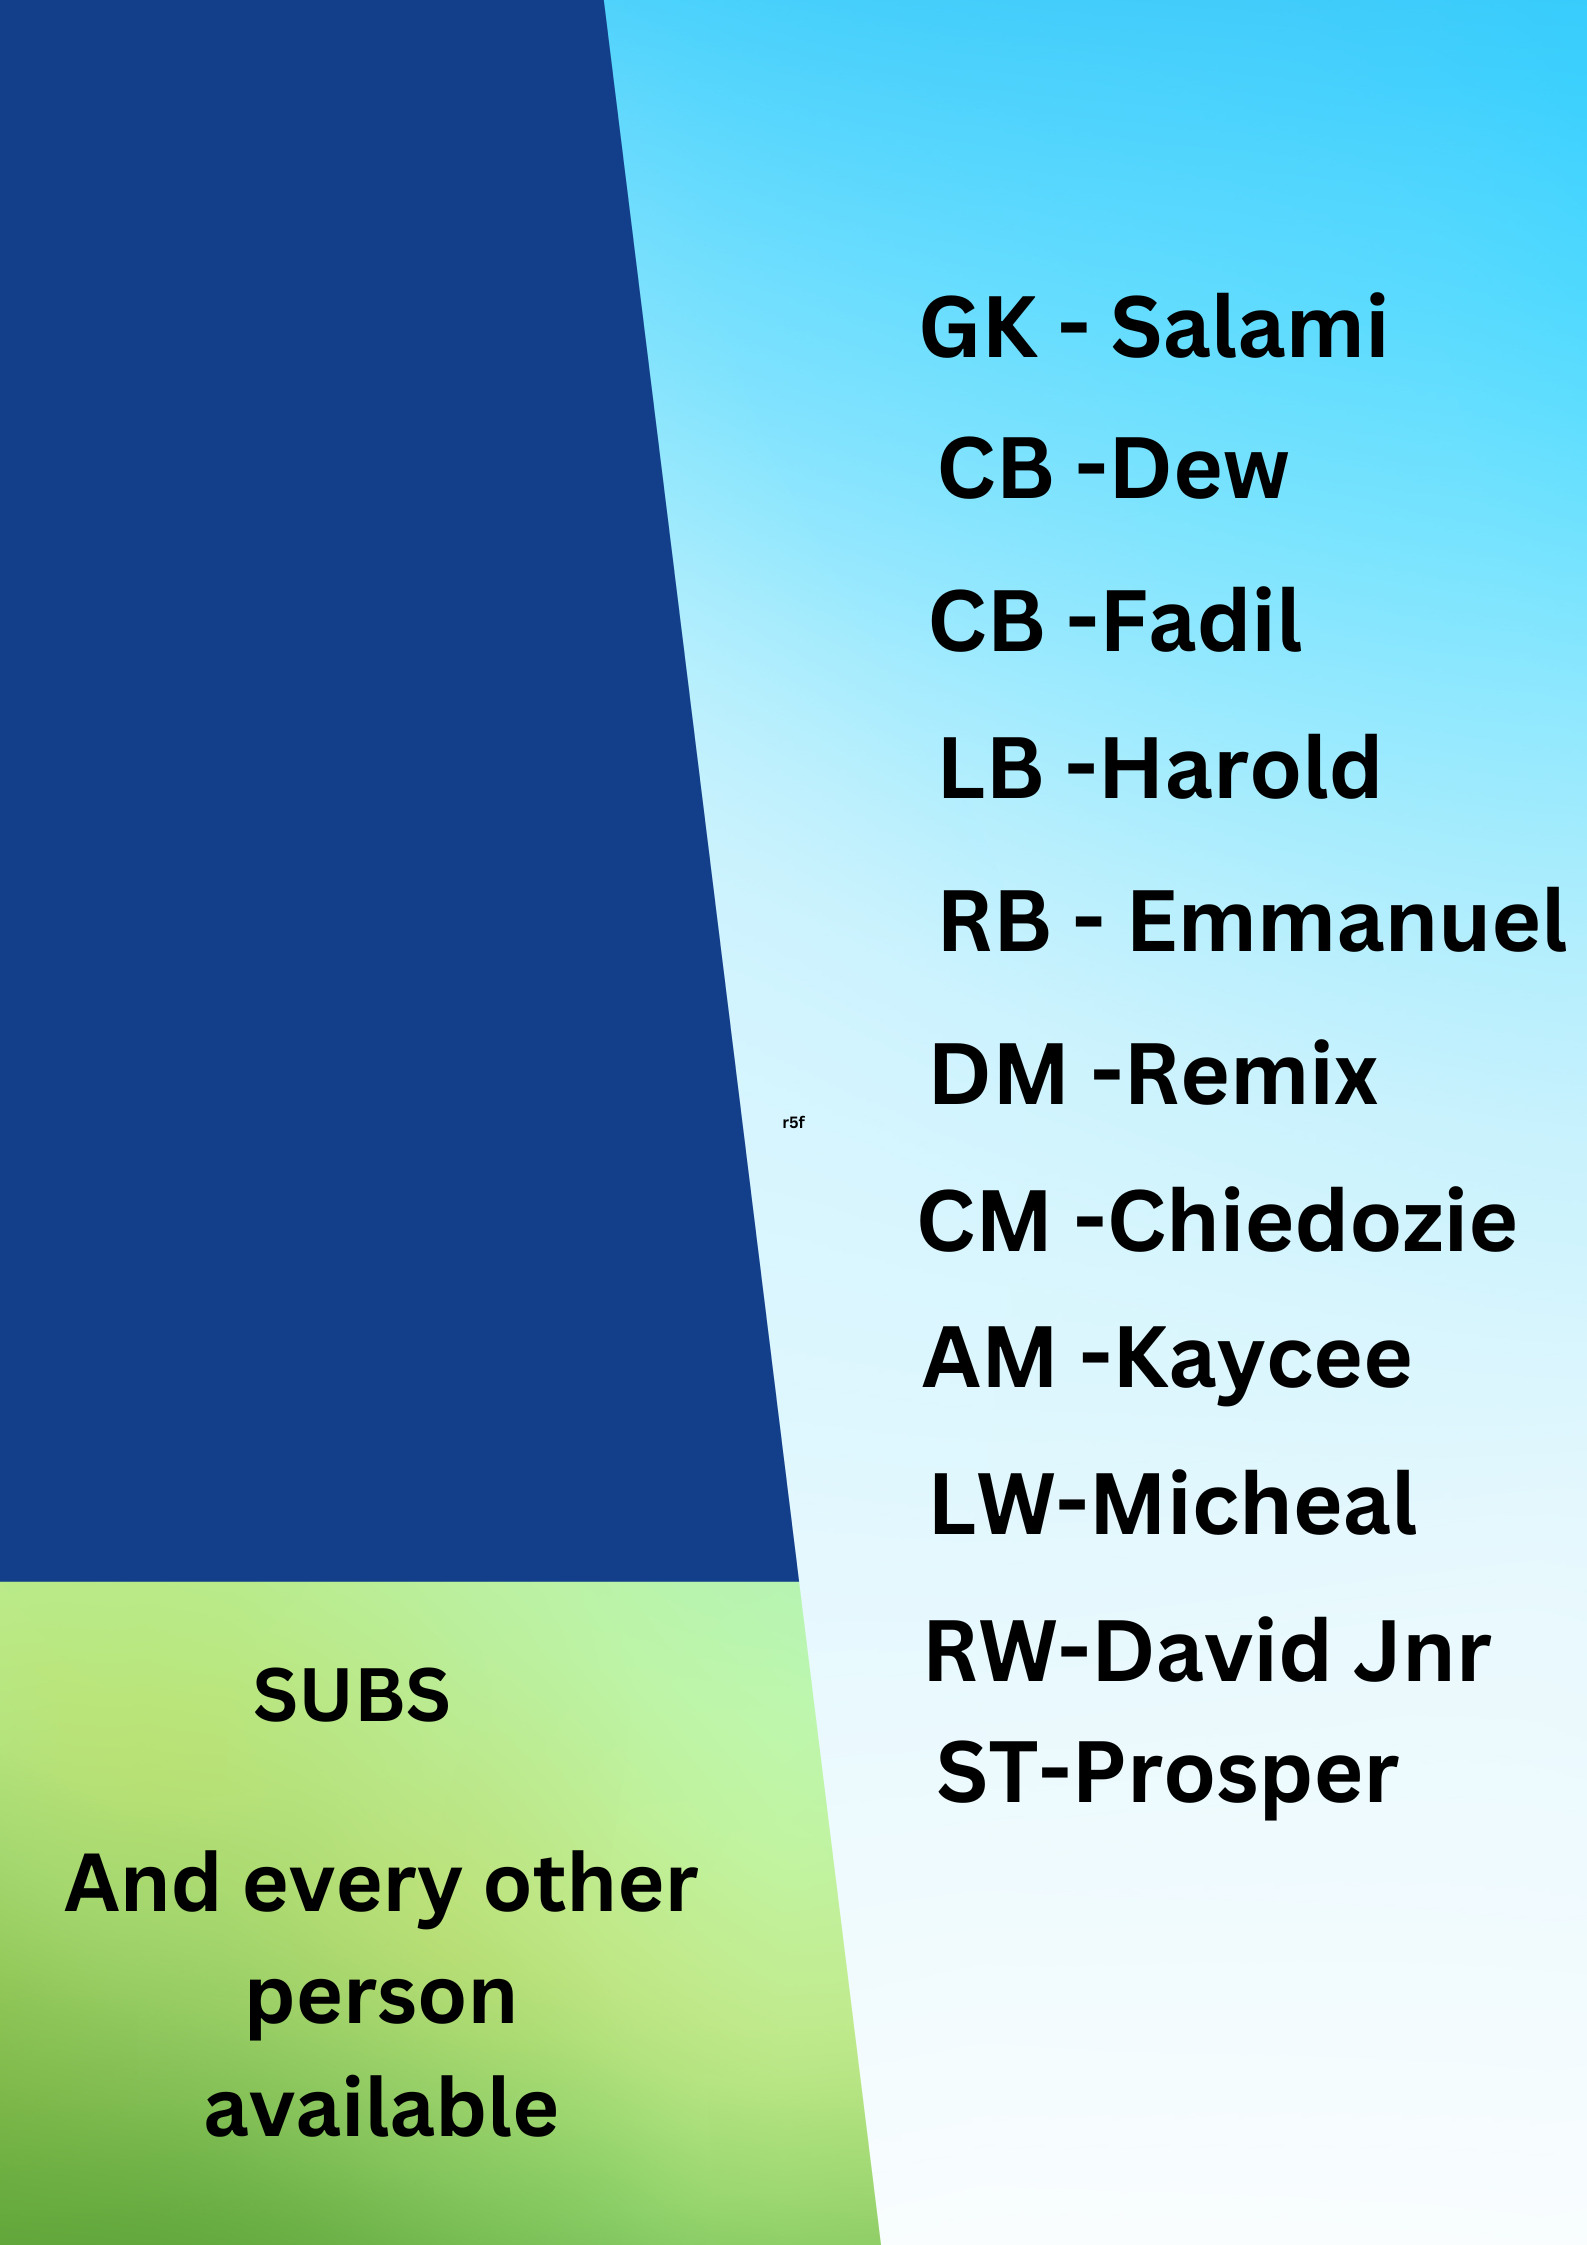 GK - Salami
CB -Dew
CB -Fadil
LB -Harold
RB - Emmanuel
DM -Remix
r5f
CM -Chiedozie
AM -Kaycee
LW-Micheal
RW-David Jnr
ST-Prosper
SUBS
And every other
person
available